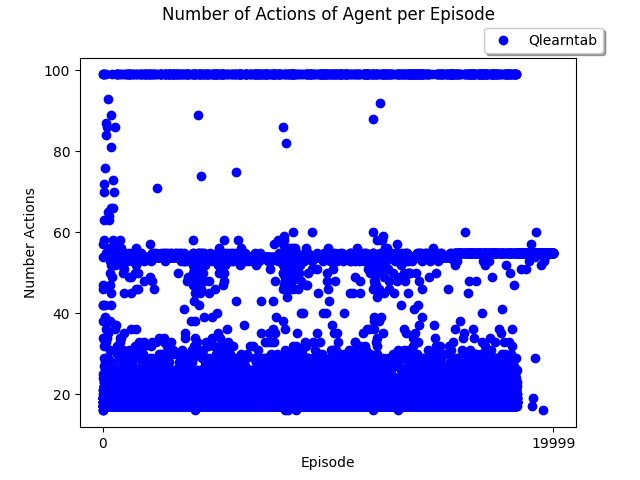 Number of Actions of Agent per Episode
Qlearntab
100
80
60
40
20
Number Actions
0
19999
Episode